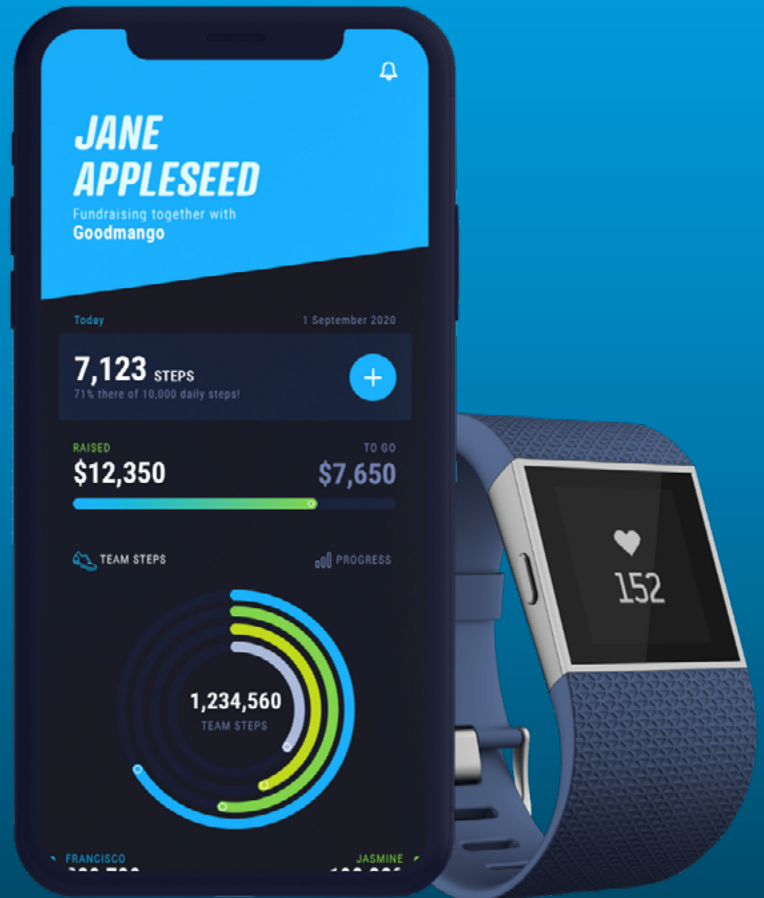 JANE
APPLESEED
Fundraising together with
Goodmango
Today
1 September 2020
7,123 STEPS
71% there of 10,000 daily steps!
RAISED
TO GO
$12,350
$7,650
TEAM STEPS
PROGRESS
1,234,560
TEAM STEPS
FRANCISCO
JASMINE
152